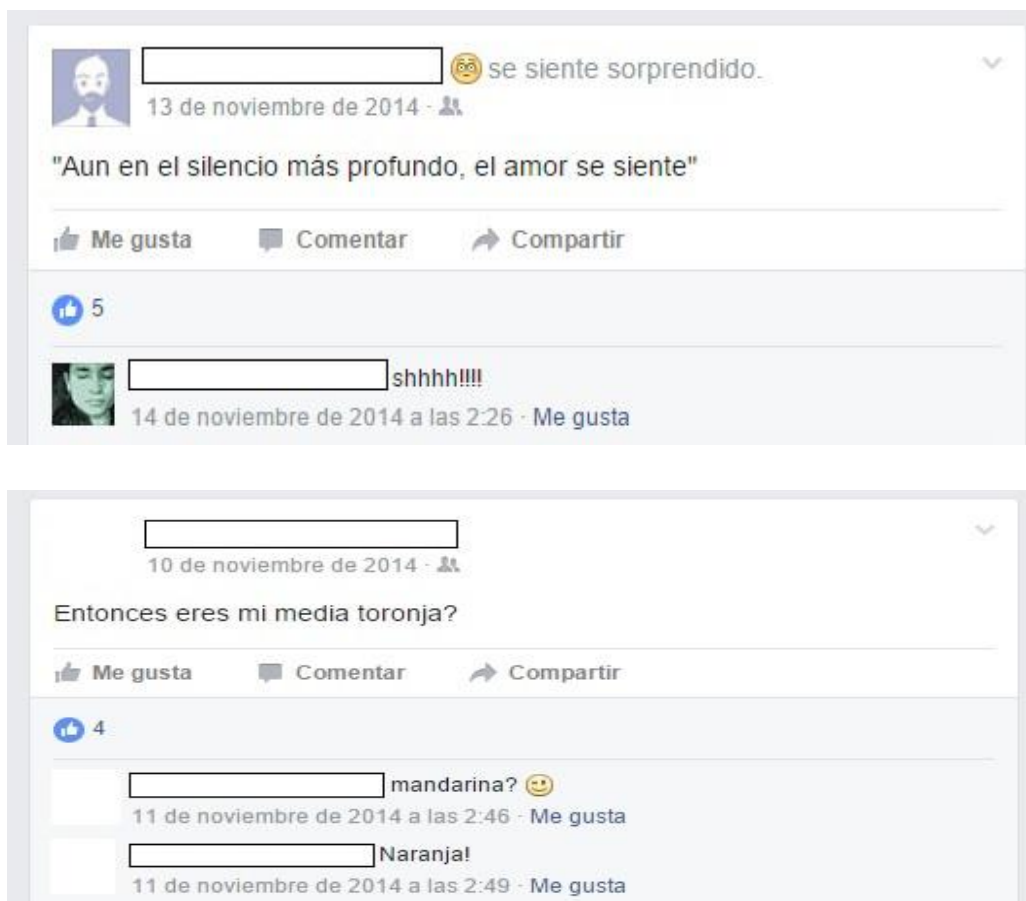 se siente sorprendido.
13 de noviembre de 2014 ·
"Aun en el silencio más profundo, el amor se siente"
Me gusta Comentar Compartir
5
shhhh!!!!
14 de noviembre de 2014 a las 2:26 · Me gusta
10 de noviembre de 2014 ·
Entonces eres mi media toronja?
Me gusta Comentar Compartir
4
mandarina?
11 de noviembre de 2014 a las 2:46 · Me gusta
Naranja!
11 de noviembre de 2014 a las 2:49 · Me gusta